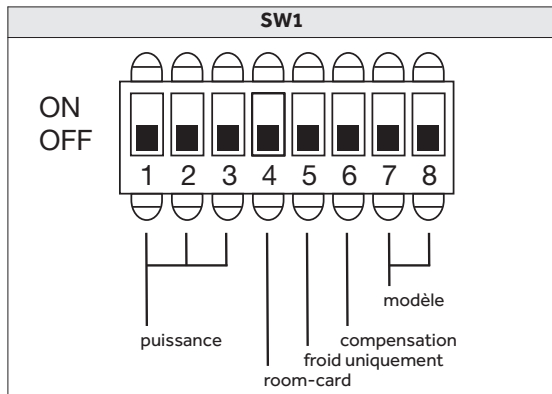 SW1
ON
OFF
1 2 3 4 5 6 7 8
modèle
puissance
compensation
froid uniquement
room-card